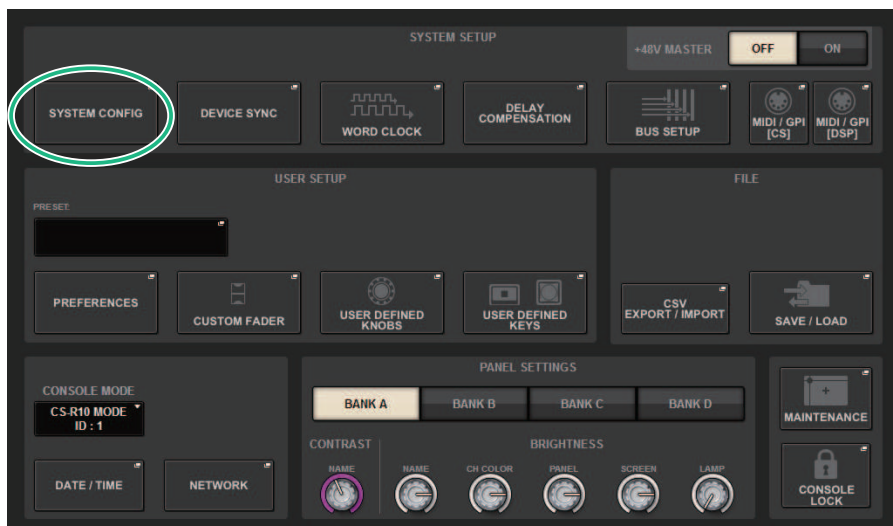 SYSTEM SETUP
+48V MASTER
OFF
ON
SYSTEM CONFIG
DEVICE SYNC
WORD CLOCK
DELAY
COMPENSATION
BUS SETUP
MIDI / GPI
[CS]
MIDI / GPI
[DSP]
USER SETUP
PRESET
PREFERENCES
CUSTOM FADER
USER DEFINED
KNOBS
USER DEFINED
KEYS
FILE
CSV
EXPORT / IMPORT
SAVE / LOAD
CONSOLE MODE
CS-R10 MODE
ID : 1
DATE / TIME
NETWORK
PANEL SETTINGS
BANK A
BANK B
BANK C
BANK D
CONTRAST
BRIGHTNESS
NAME
NAME
CH COLOR
PANEL
SCREEN
LAMP
MAINTENANCE
CONSOLE
LOCK